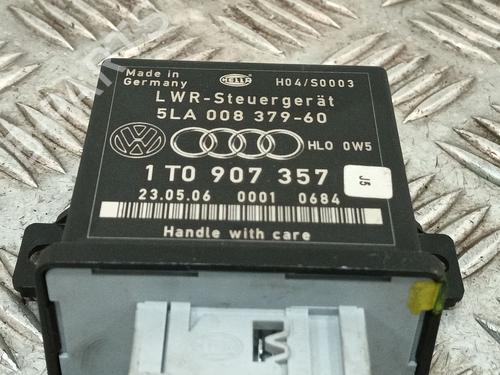 Made in
Germany
HELLA
H04/S0003
LWR-Steuergerät
5LA 008 379-60
HLO 0W5
1T0 907 357
J5
23.05.06 0001 0684
Handle with care